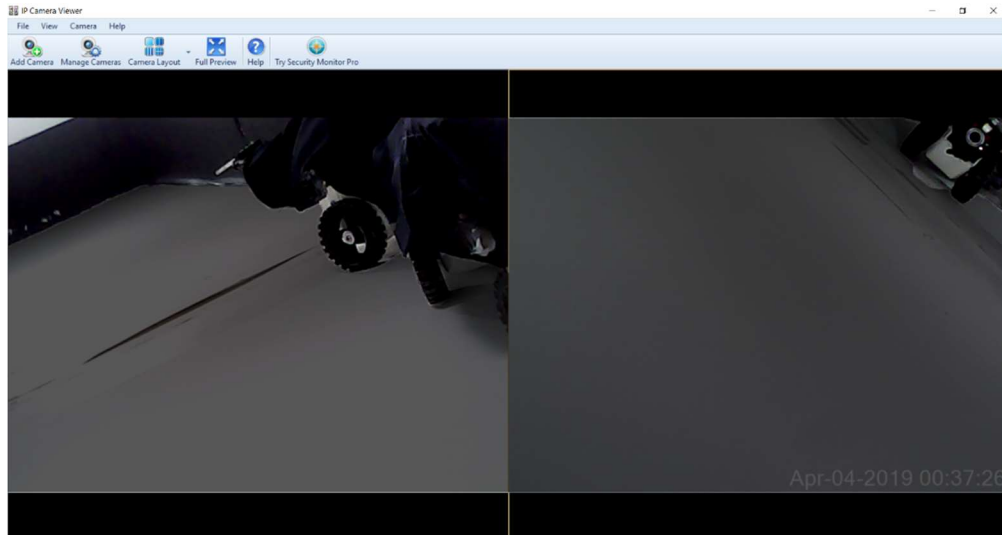 IP Camera Viewer
File View Camera Help
Add Camera Manage Cameras Camera Layout Full Preview Help Try Security Monitor Pro
Apr-04-2019 00:37:26